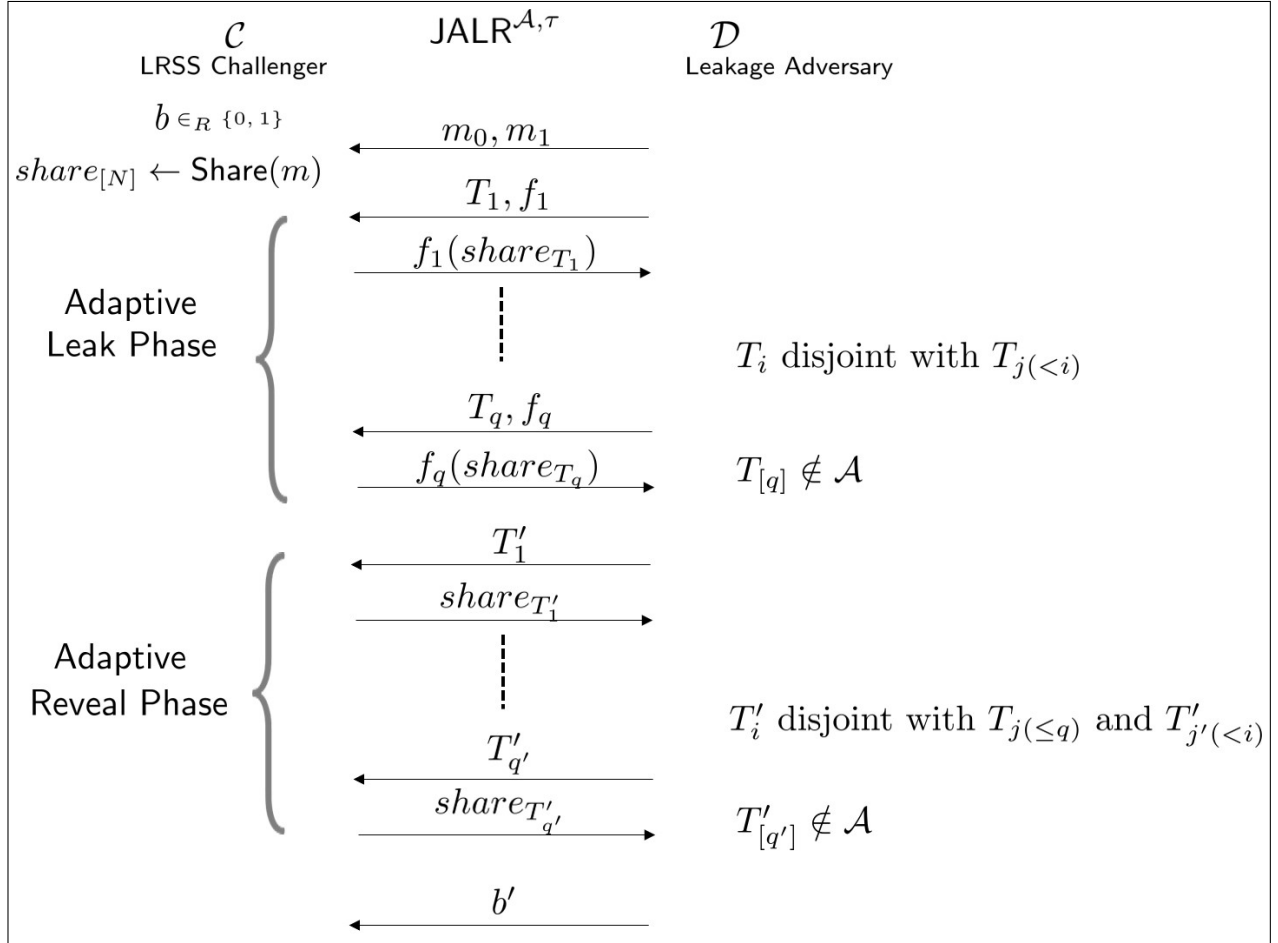 𝒞 JALR^{𝒜,τ} 𝒟
LRSS Challenger Leakage Adversary
b ∈_R {0, 1}
m_0, m_1
share_{[N]} ← Share(m)
T_1, f_1
f_1(share_{T_1})
Adaptive
Leak Phase
T_i disjoint with T_{j(<i)}
T_q, f_q
f_q(share_{T_q})
T_{[q]} ∉ 𝒜
T'_1
share_{T'_1}
Adaptive
Reveal Phase
T'_i disjoint with T_{j(≤q)} and T'_{j'(<i)}
T'_{q'}
share_{T'_{q'}}
T'_{[q']} ∉ 𝒜
b'